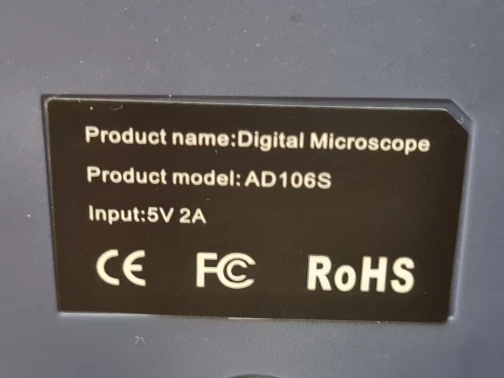 Product name:Digital Microscope
Product model: AD106S
Input:5V 2A
CE FC RoHS